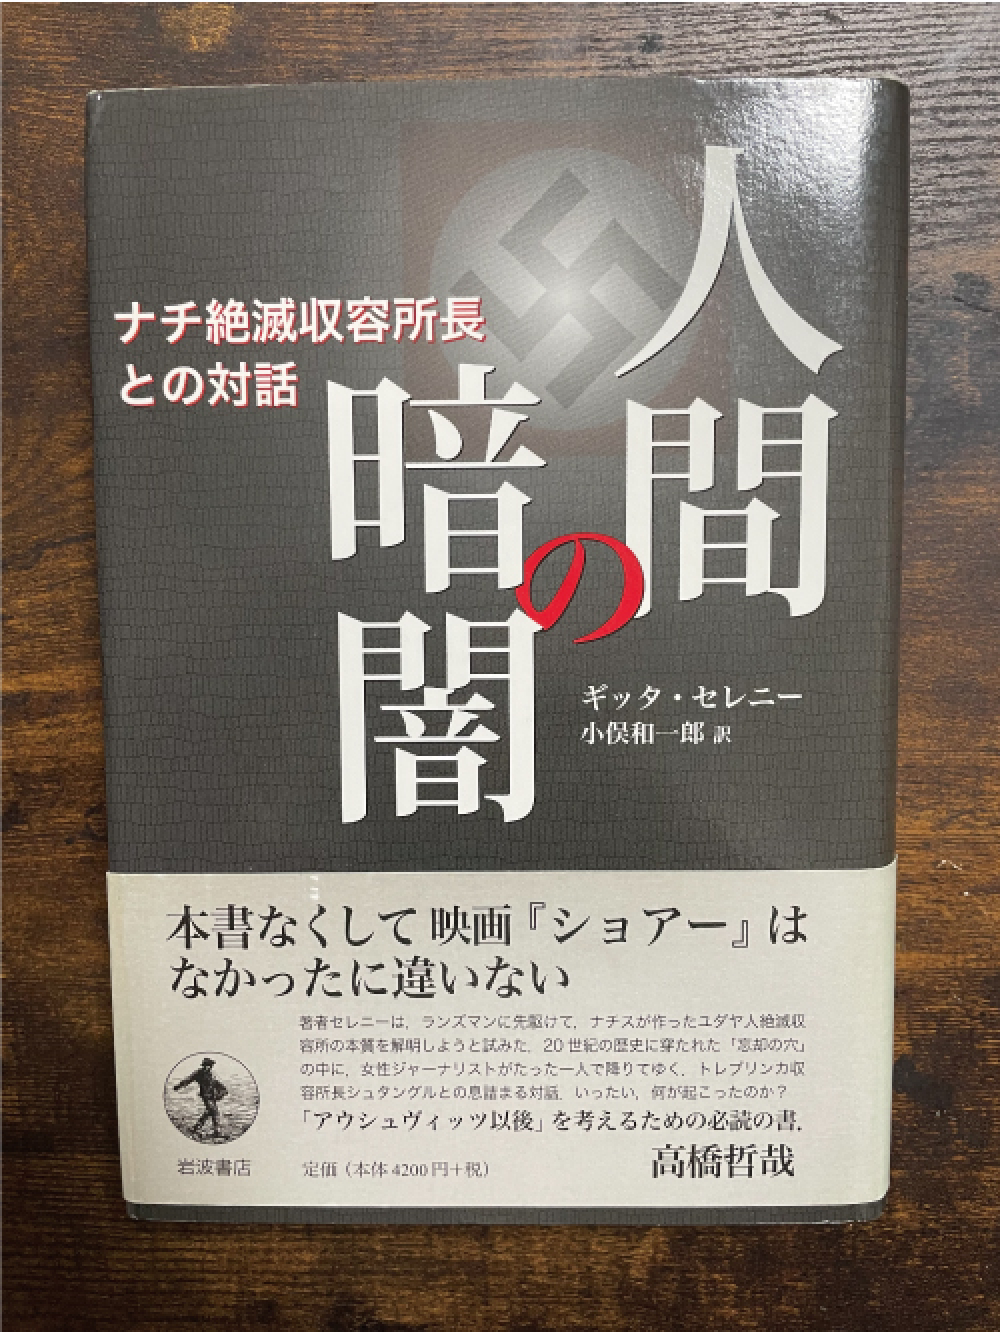 人間の暗闇
ナチ絶滅収容所長
との対話
ギッタ・セレニー
小俣和一郎 訳
本書なくして映画『ショアー』は
なかったに違いない
著者セレニーは，ランズマンに先駆けて，ナチスが作ったユダヤ人絶滅収
容所の本質を解明しようと試みた．20世紀の歴史に穿たれた「忘却の穴」
の中に，女性ジャーナリストがたった一人で降りてゆく．トレブリンカ収
容所長シュタングルとの息詰まる対話．いったい，何が起こったのか？
「アウシュヴィッツ以後」を考えるための必読の書．
高橋哲哉
岩波書店
定価（本体4200円＋税）